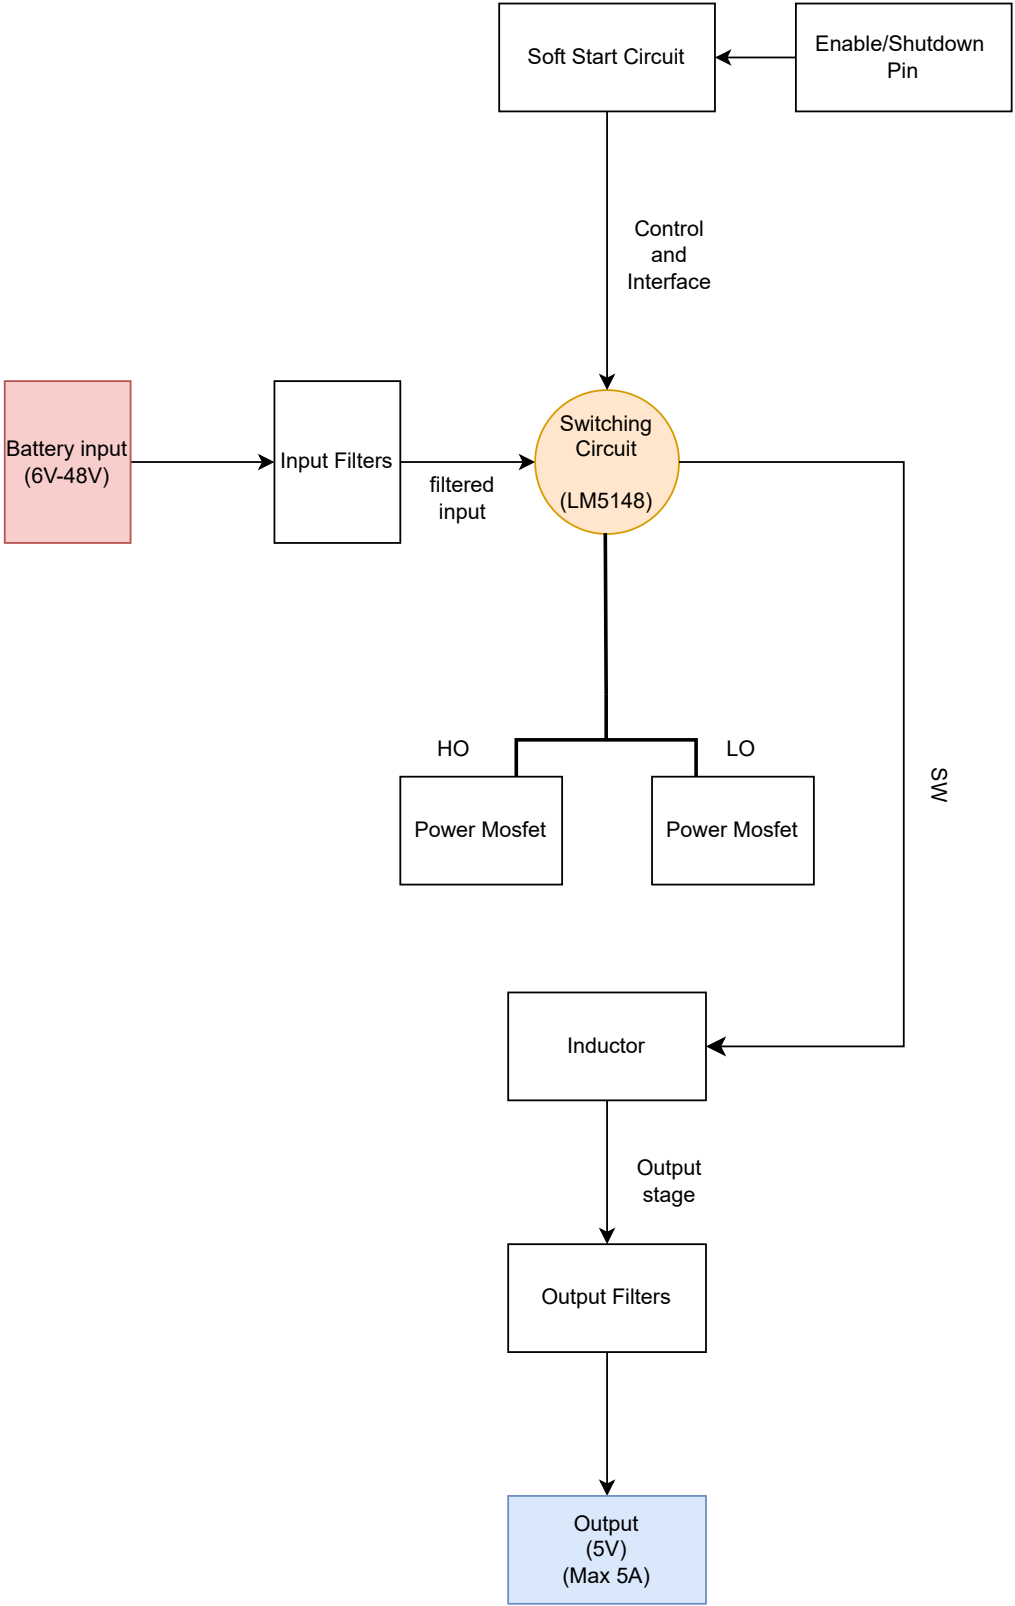 Soft Start Circuit
Enable/Shutdown
Pin
Control
and
Interface
Battery input
(6V-48V)
Input Filters
filtered
input
Switching
Circuit
(LM5148)
HO
LO
SW
Power Mosfet
Power Mosfet
Inductor
Output
stage
Output Filters
Output
(5V)
(Max 5A)